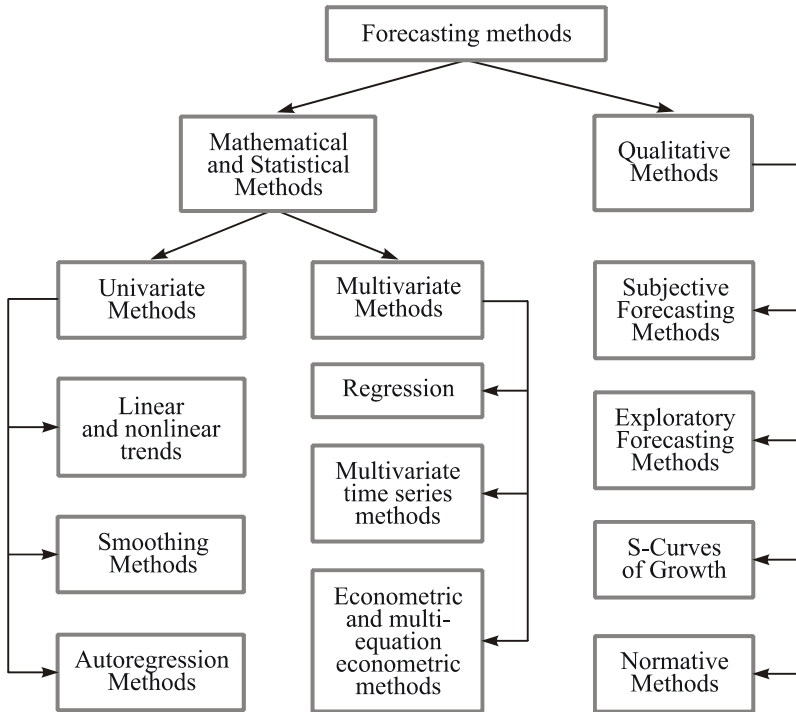 Forecasting methods
Mathematical
and Statistical
Methods
Qualitative
Methods
Univariate
Methods
Multivariate
Methods
Subjective
Forecasting
Methods
Linear
and nonlinear
trends
Regression
Exploratory
Forecasting
Methods
Multivariate
time series
methods
Smoothing
Methods
S-Curves
of Growth
Econometric
and multi-
equation
econometric
methods
Autoregression
Methods
Normative
Methods